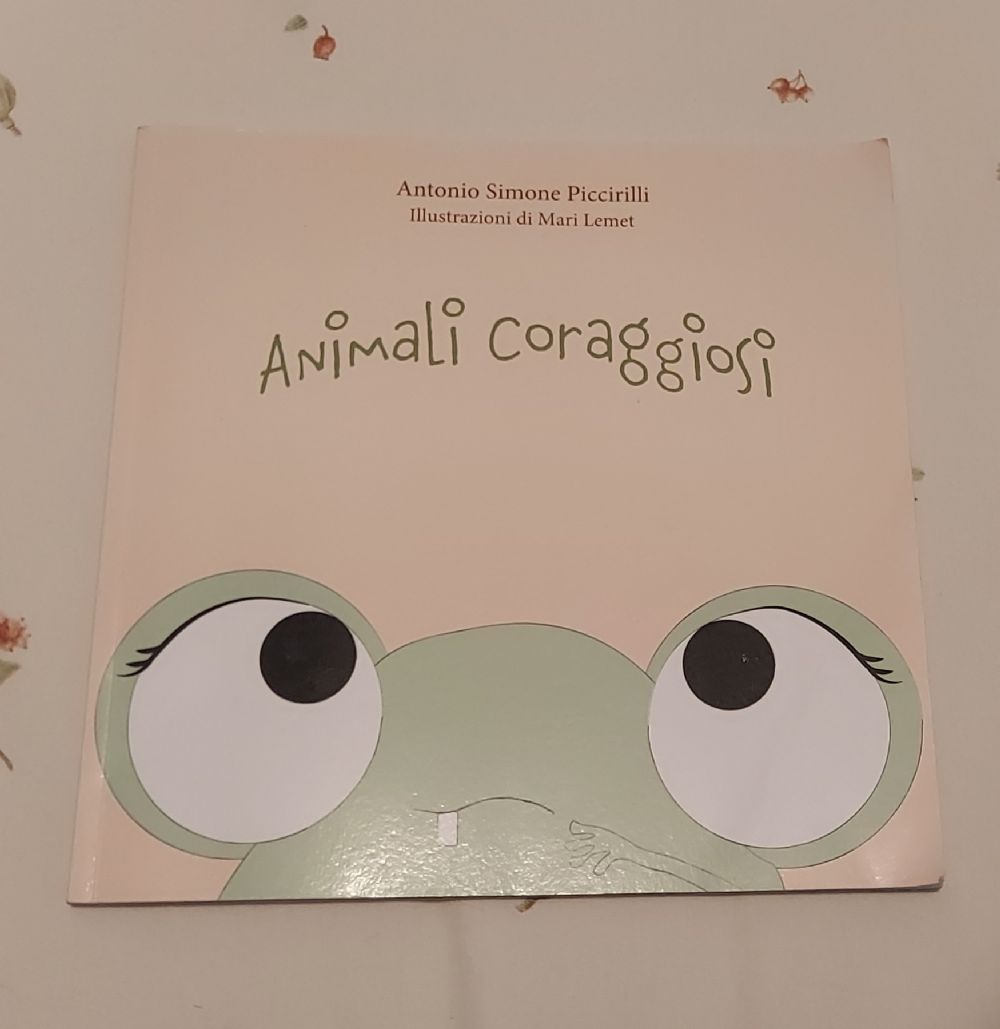 Antonio Simone Piccirilli
Illustrazioni di Mari Lemet
Animali coraggiosi